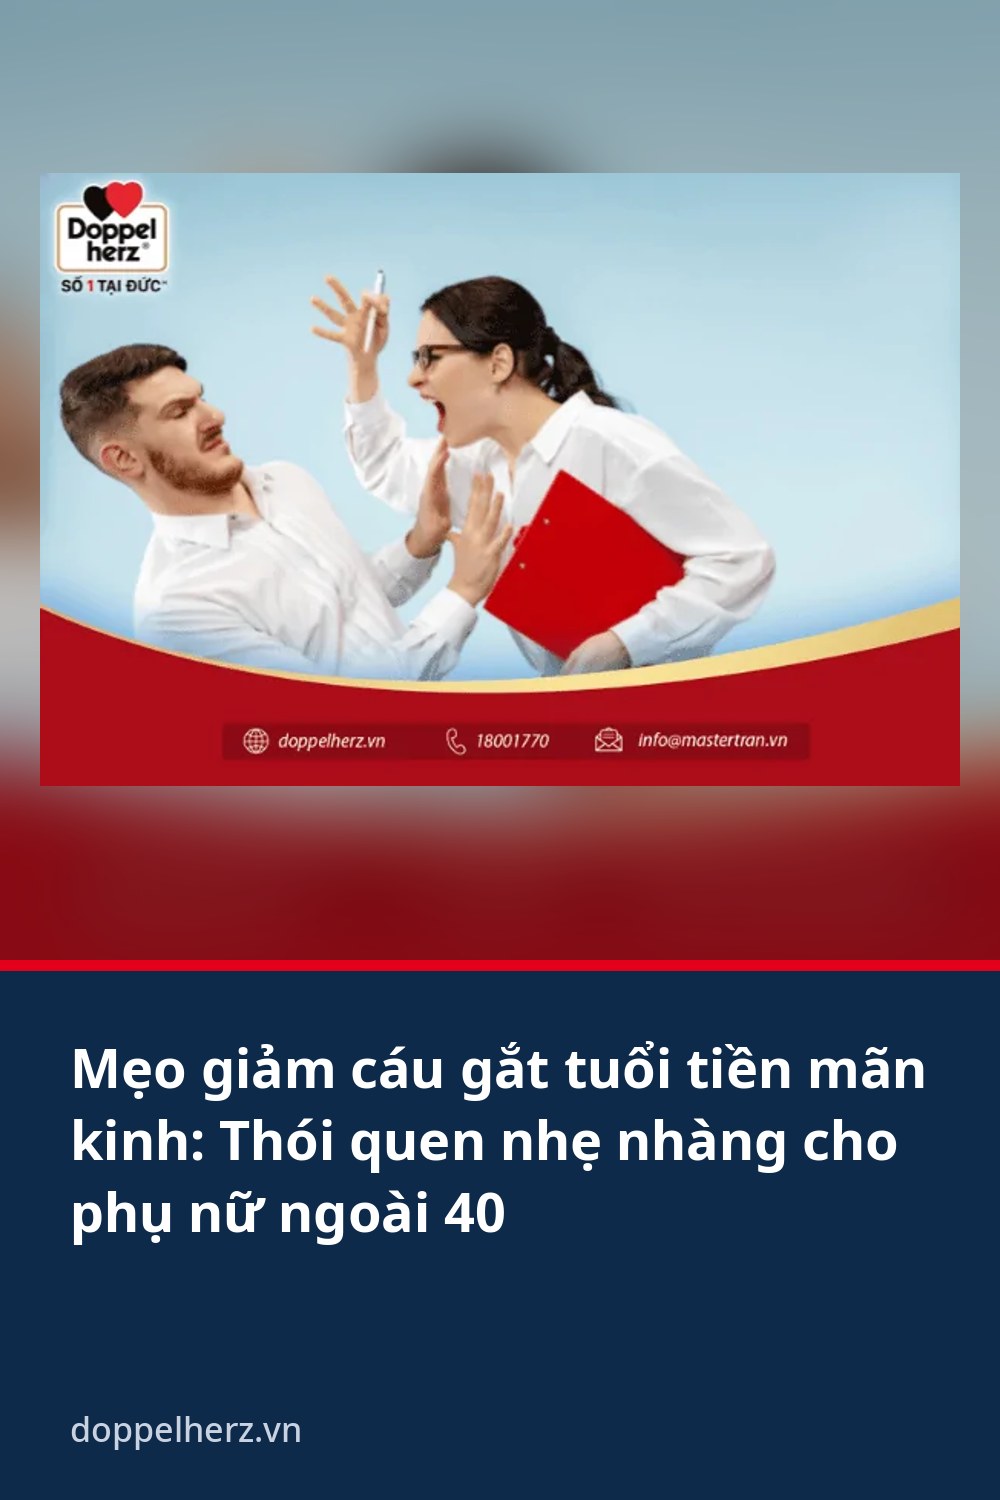 Doppel
herz®
SỐ 1 TẠI ĐỨC
doppelherz.vn
18001770
info@mastertran.vn
Mẹo giảm cáu gắt tuổi tiền mãn
kinh: Thói quen nhẹ nhàng cho
phụ nữ ngoài 40
doppelherz.vn